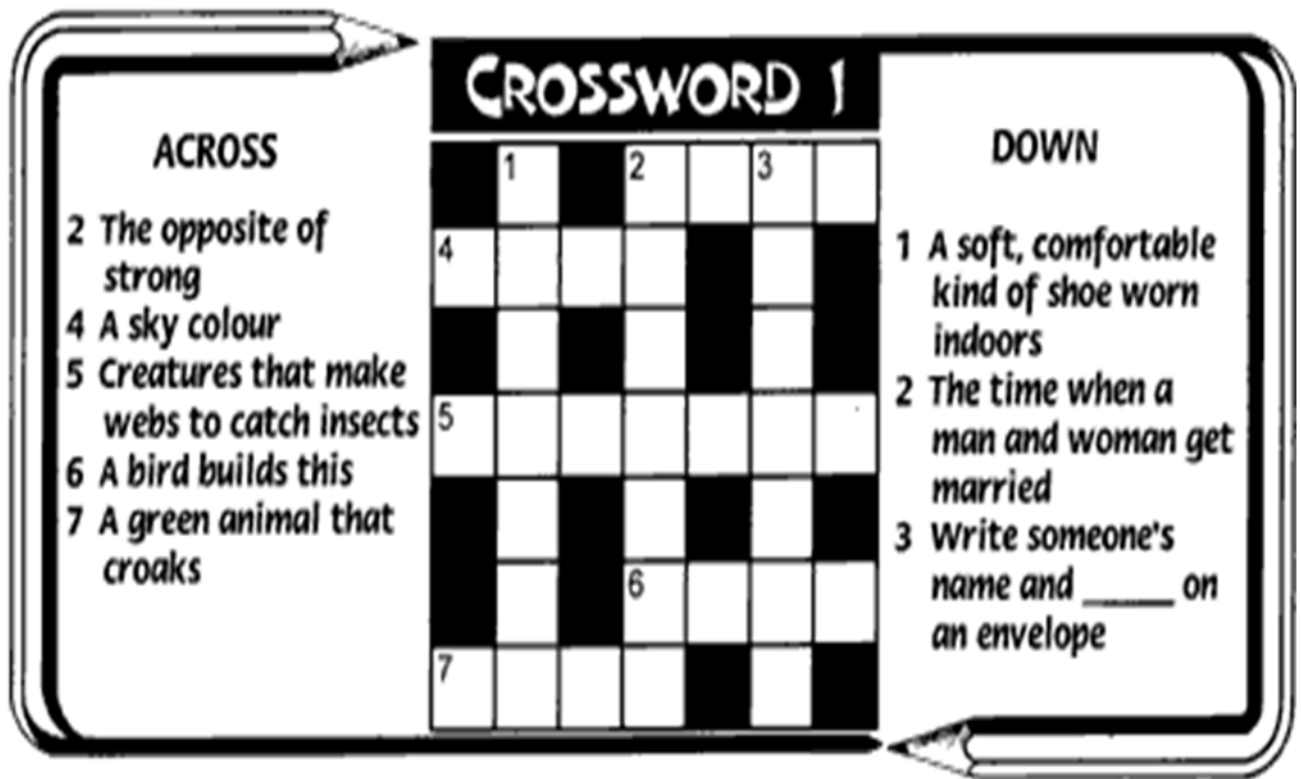 CROSSWORD 1
ACROSS
2 The opposite of
strong
4 A sky colour
5 Creatures that make
webs to catch insects
6 A bird builds this
7 A green animal that
croaks
1
2
3
4
5
6
7
DOWN
1 A soft, comfortable
kind of shoe worn
indoors
2 The time when a
man and woman get
married
3 Write someone's
name and ______ on
an envelope